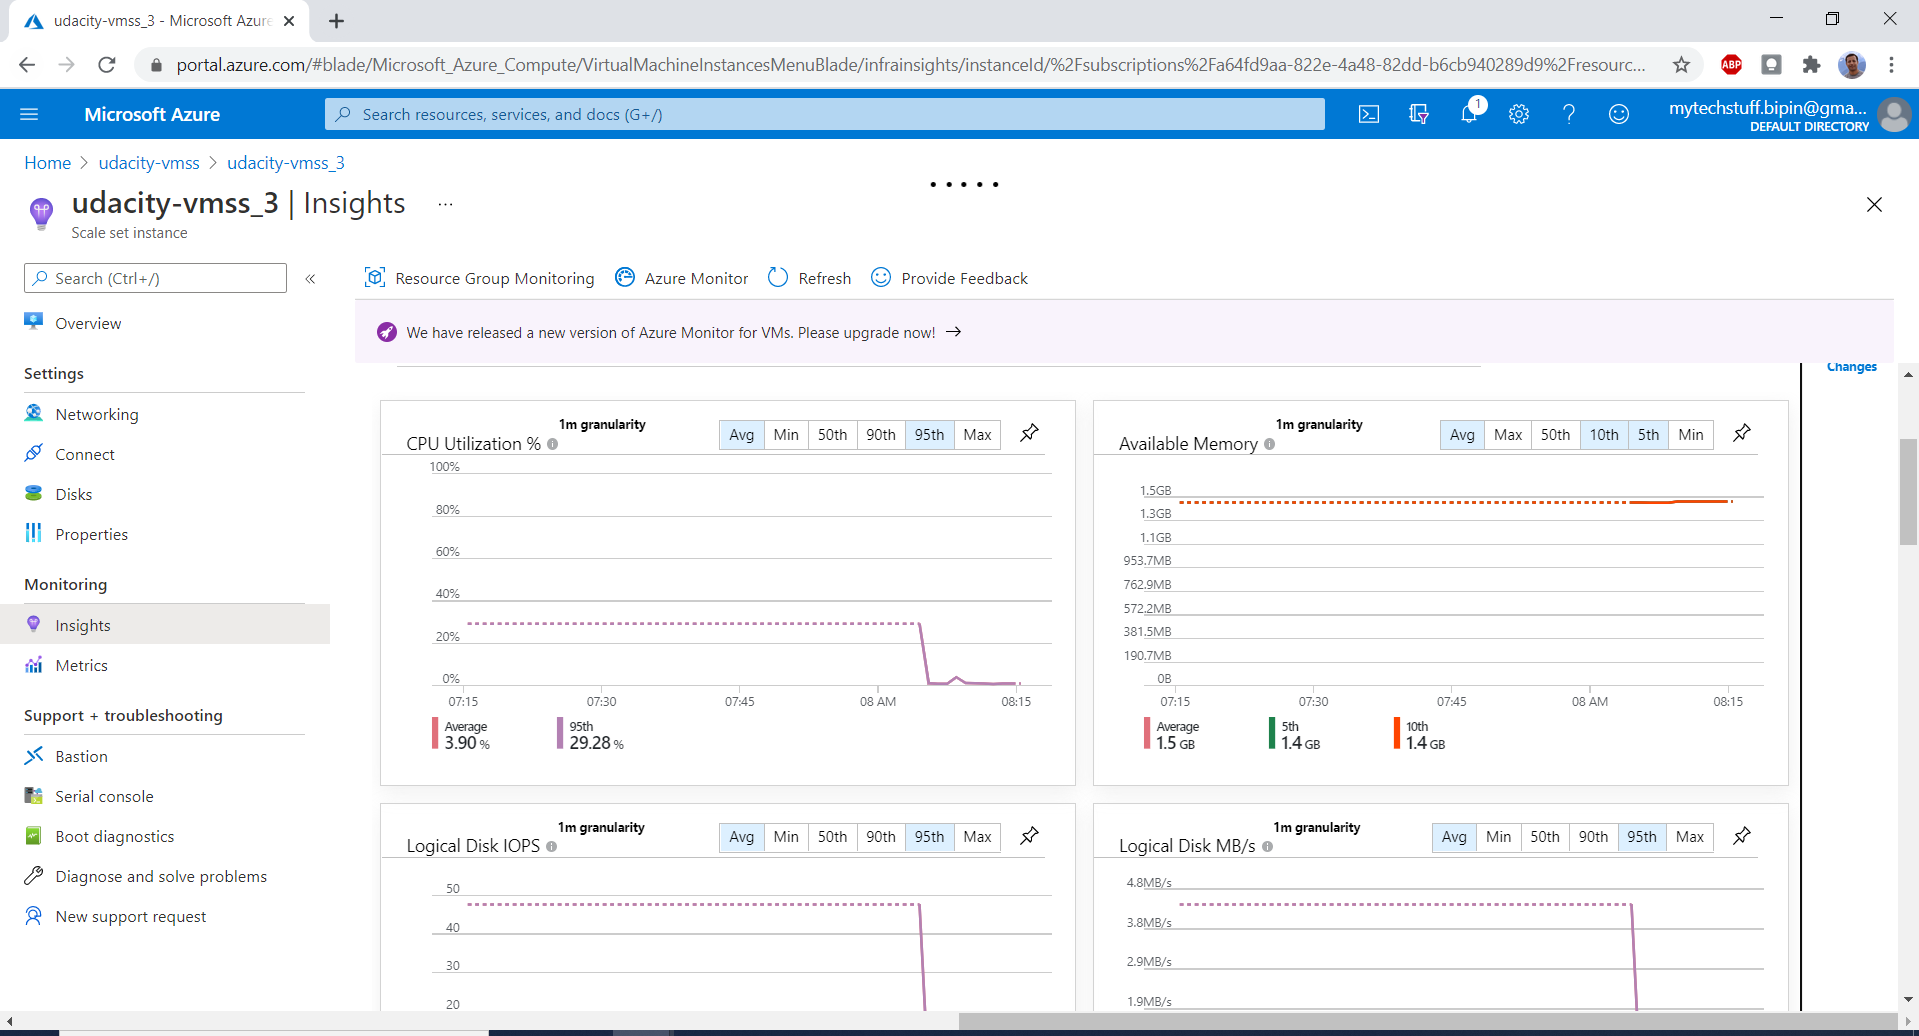 udacity-vmss_3 - Microsoft Azure
portal.azure.com/#blade/Microsoft_Azure_Compute/VirtualMachineInstancesMenuBlade/infrainsights/instanceId/%2Fsubscriptions%2Fa64fd9aa-822e-4a48-82dd-b6cb940289d9%2Fresourc...
ABP
Microsoft Azure
Search resources, services, and docs (G+/)
1
mytechstuff.bipin@gma...
DEFAULT DIRECTORY
Home > udacity-vmss > udacity-vmss_3
udacity-vmss_3 | Insights ...
Scale set instance
Search (Ctrl+/)
«
Overview
Settings
Networking
Connect
Disks
Properties
Monitoring
Insights
Metrics
Support + troubleshooting
Bastion
Serial console
Boot diagnostics
Diagnose and solve problems
New support request
Resource Group Monitoring
Azure Monitor
Refresh
Provide Feedback
We have released a new version of Azure Monitor for VMs. Please upgrade now! →
Changes
CPU Utilization %
1m granularity
Avg Min 50th 90th 95th Max
100%
80%
60%
40%
20%
0%
07:15 07:30 07:45 08 AM 08:15
Average
3.90 %
95th
29.28 %
Available Memory
1m granularity
Avg Max 50th 10th 5th Min
1.5GB
1.3GB
1.1GB
953.7MB
762.9MB
572.2MB
381.5MB
190.7MB
0B
07:15 07:30 07:45 08 AM 08:15
Average
1.5 GB
5th
1.4 GB
10th
1.4 GB
Logical Disk IOPS
1m granularity
Avg Min 50th 90th 95th Max
50
40
30
20
Logical Disk MB/s
1m granularity
Avg Min 50th 90th 95th Max
4.8MB/s
3.8MB/s
2.9MB/s
1.9MB/s